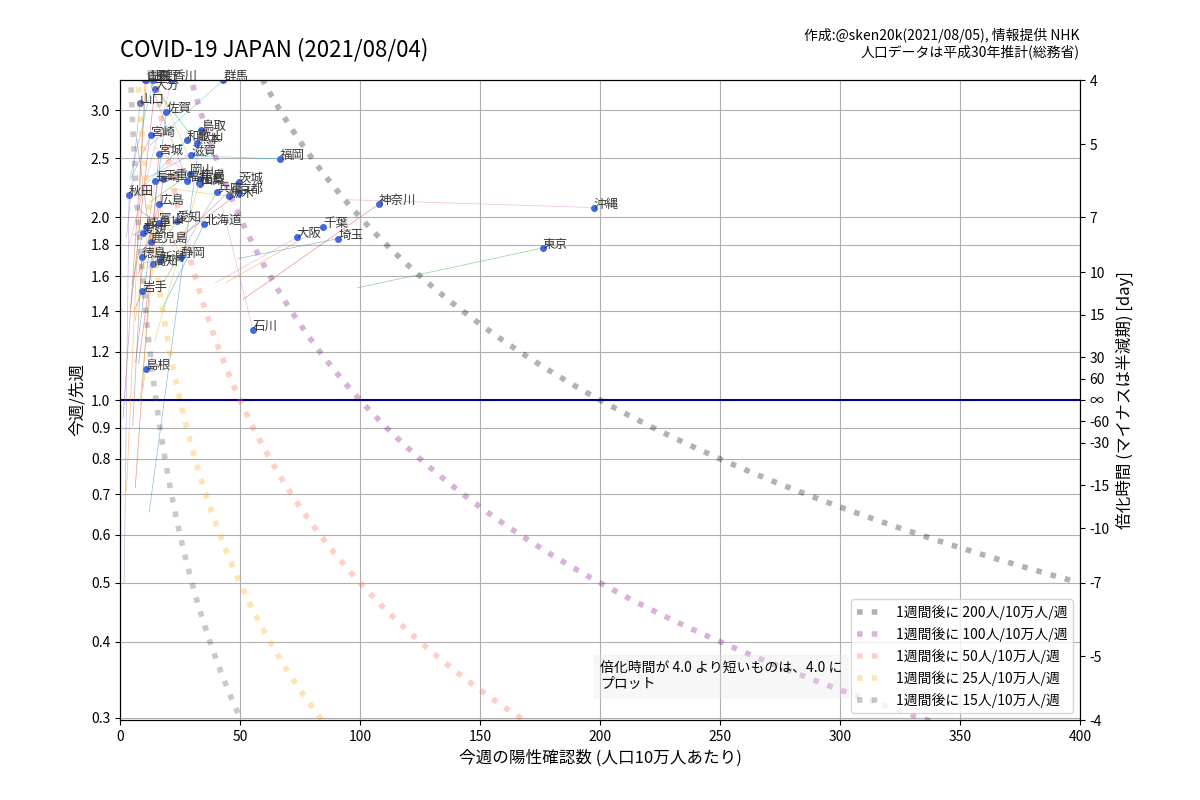 COVID-19 JAPAN (2021/08/04)
作成:@sken20k(2021/08/05), 情報提供 NHK
人口データは平成30年推計(総務省)
香川
群馬
大分
山口
佐賀
鳥取
宮崎
和歌山
宮城
滋賀
福岡
岡山
茨城
秋田
広島
神奈川
沖縄
愛知
北海道
千葉
大阪
埼玉
鹿児島
東京
徳島
静岡
高知
岩手
石川
島根
今週/先週
3.0
2.5
2.0
1.8
1.6
1.4
1.2
1.0
0.9
0.8
0.7
0.6
0.5
0.4
0.3
4
5
7
10
15
30
60
∞
-60
-30
-15
-10
-7
-5
-4
倍化時間 (マイナスは半減期) [day]
1週間後に 200人/10万人/週
1週間後に 100人/10万人/週
1週間後に 50人/10万人/週
1週間後に 25人/10万人/週
1週間後に 15人/10万人/週
倍化時間が 4.0 より短いものは、4.0 に
プロット
0 50 100 150 200 250 300 350 400
今週の陽性確認数 (人口10万人あたり)